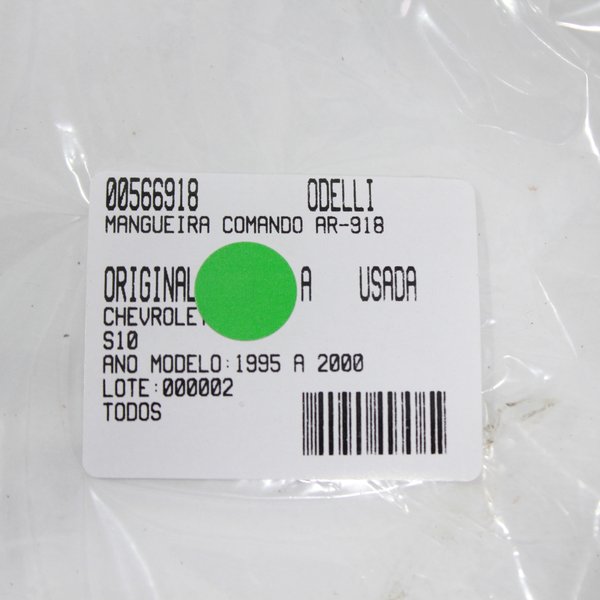 00566918 ODELLI
MANGUEIRA COMANDO AR-918
ORIGINAL A USADA
CHEVROLET
S10
ANO MODELO:1995 A 2000
LOTE:000002
TODOS